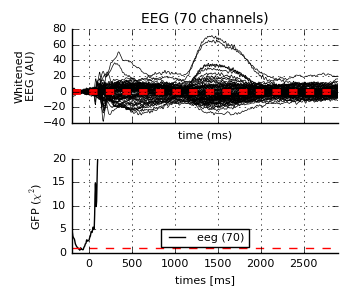 EEG (70 channels)
80
60
40
20
0
−20
−40
Whitened
EEG (AU)
time (ms)
20
15
10
5
0
GFP (χ²)
eeg (70)
0 500 1000 1500 2000 2500
times [ms]